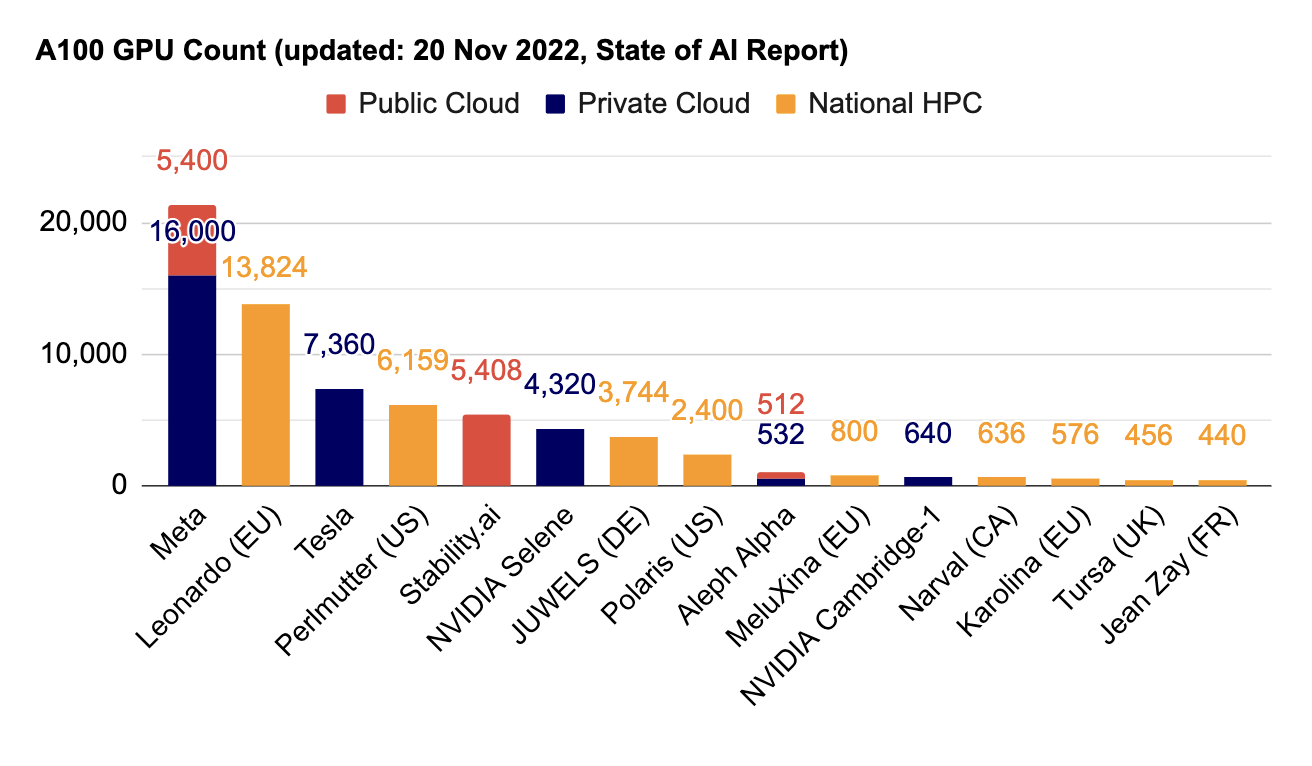 A100 GPU Count (updated: 20 Nov 2022, State of AI Report)
Public Cloud Private Cloud National HPC
5,400
20,000
16,000
13,824
10,000
7,360
6,159
5,408
4,320
3,744
2,400
512
532
800
640
636
576
456
440
0
Meta
Leonardo (EU)
Tesla
Perlmutter (US)
Stability.ai
NVIDIA Selene
JUWELS (DE)
Polaris (US)
Aleph Alpha
MeluXina (EU)
NVIDIA Cambridge-1
Narval (CA)
Karolina (EU)
Tursa (UK)
Jean Zay (FR)